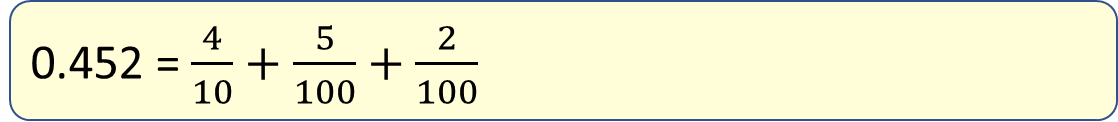 0.452 = 4/10 + 5/100 + 2/100